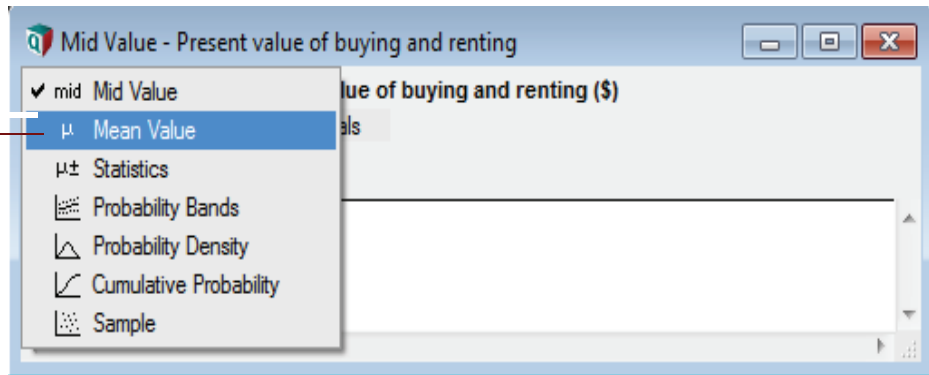 Mid Value - Present value of buying and renting
✔ mid Mid Value
lue of buying and renting ($)
μ Mean Value
als
μ± Statistics
Probability Bands
Probability Density
Cumulative Probability
Sample